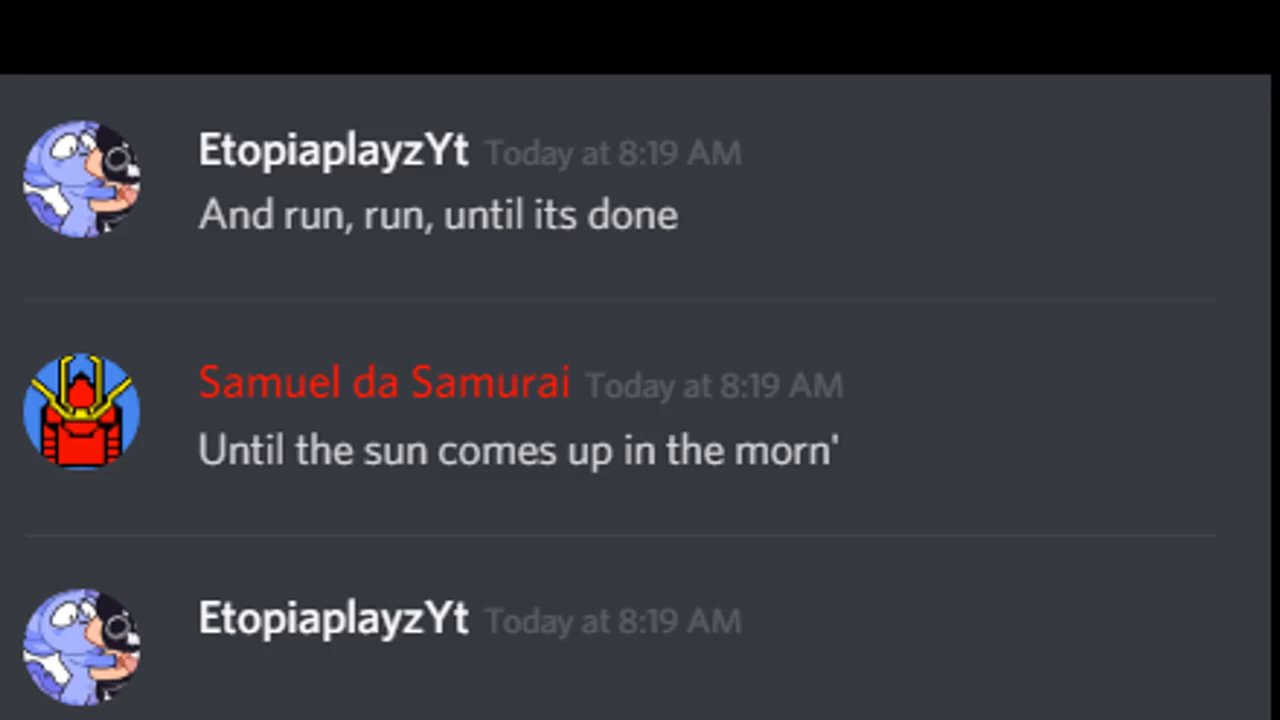 EtopiaplayzYt Today at 8:19 AM
And run, run, until its done
Samuel da Samurai Today at 8:19 AM
Until the sun comes up in the morn'
EtopiaplayzYt Today at 8:19 AM